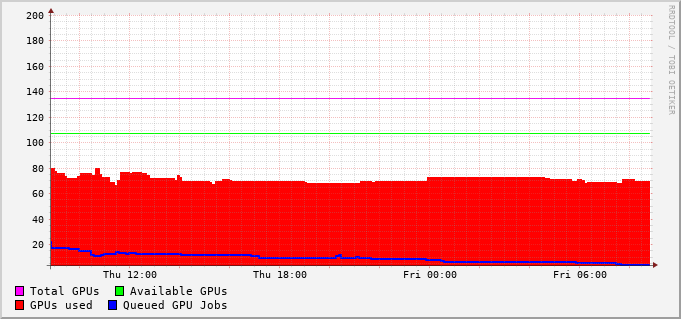 RRDTOOL / TOBI OETIKER
200
180
160
140
120
100
80
60
40
20
Thu 12:00 Thu 18:00 Fri 00:00 Fri 06:00
Total GPUs Available GPUs
GPUs used Queued GPU Jobs